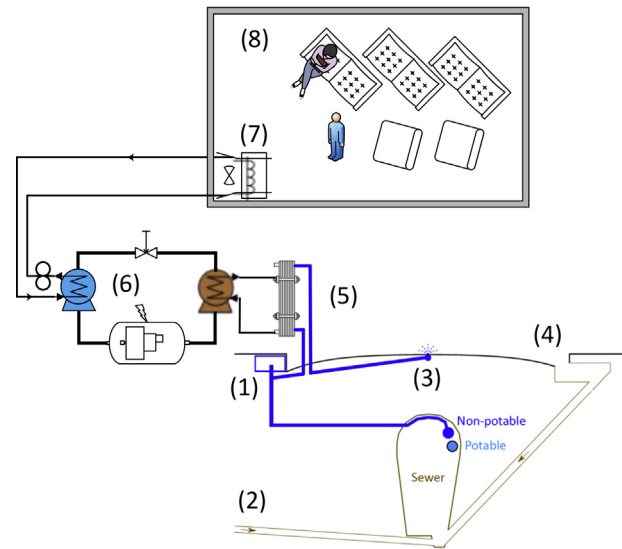 (8)
(7)
(6)
(5)
(4)
(1)
(3)
Non-potable
Potable
Sewer
(2)